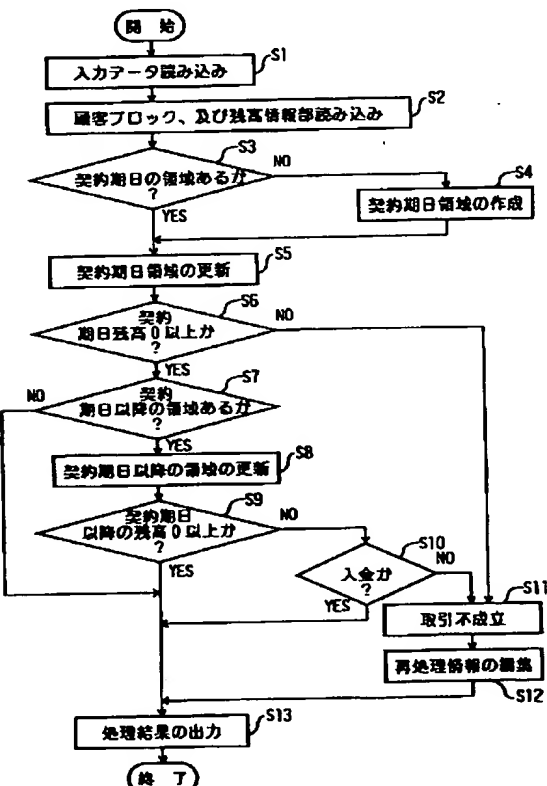 開 始
S1
入力データ読み込み
S2
顧客ブロック、及び残高情報部読み込み
S3
契約期日の領域あるか
?
NO
YES
S4
契約期日領域の作成
S5
契約期日領域の更新
S6
契約
期日残高0以上か
?
NO
YES
S7
契約
期日以降の領域あるか
?
NO
YES
S8
契約期日以降の領域の更新
S9
契約期日
以降の残高0以上か
?
NO
YES
S10
入金か
?
NO
YES
S11
取引不成立
再処理情報の編集
S12
S13
処理結果の出力
終 了